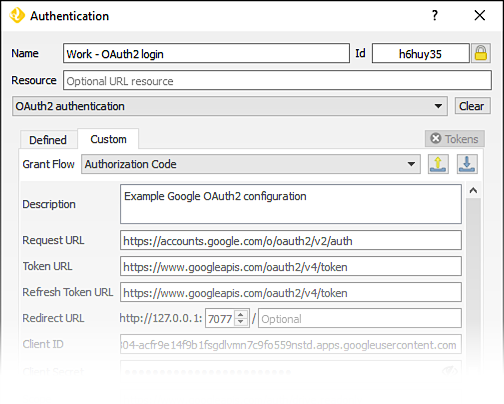 Authentication
? ×
Name Work - OAuth2 login Id h6huy35
Resource Optional URL resource
OAuth2 authentication Clear
Defined Custom Tokens
Grant Flow Authorization Code
Description Example Google OAuth2 configuration
Request URL https://accounts.google.com/o/oauth2/v2/auth
Token URL https://www.googleapis.com/oauth2/v4/token
Refresh Token URL https://www.googleapis.com/oauth2/v4/token
Redirect URL http://127.0.0.1: 7077 / Optional
Client ID 304-acfr9e14f9b1fsgdlvmn7c9fo559nstd.apps.googleusercontent.com